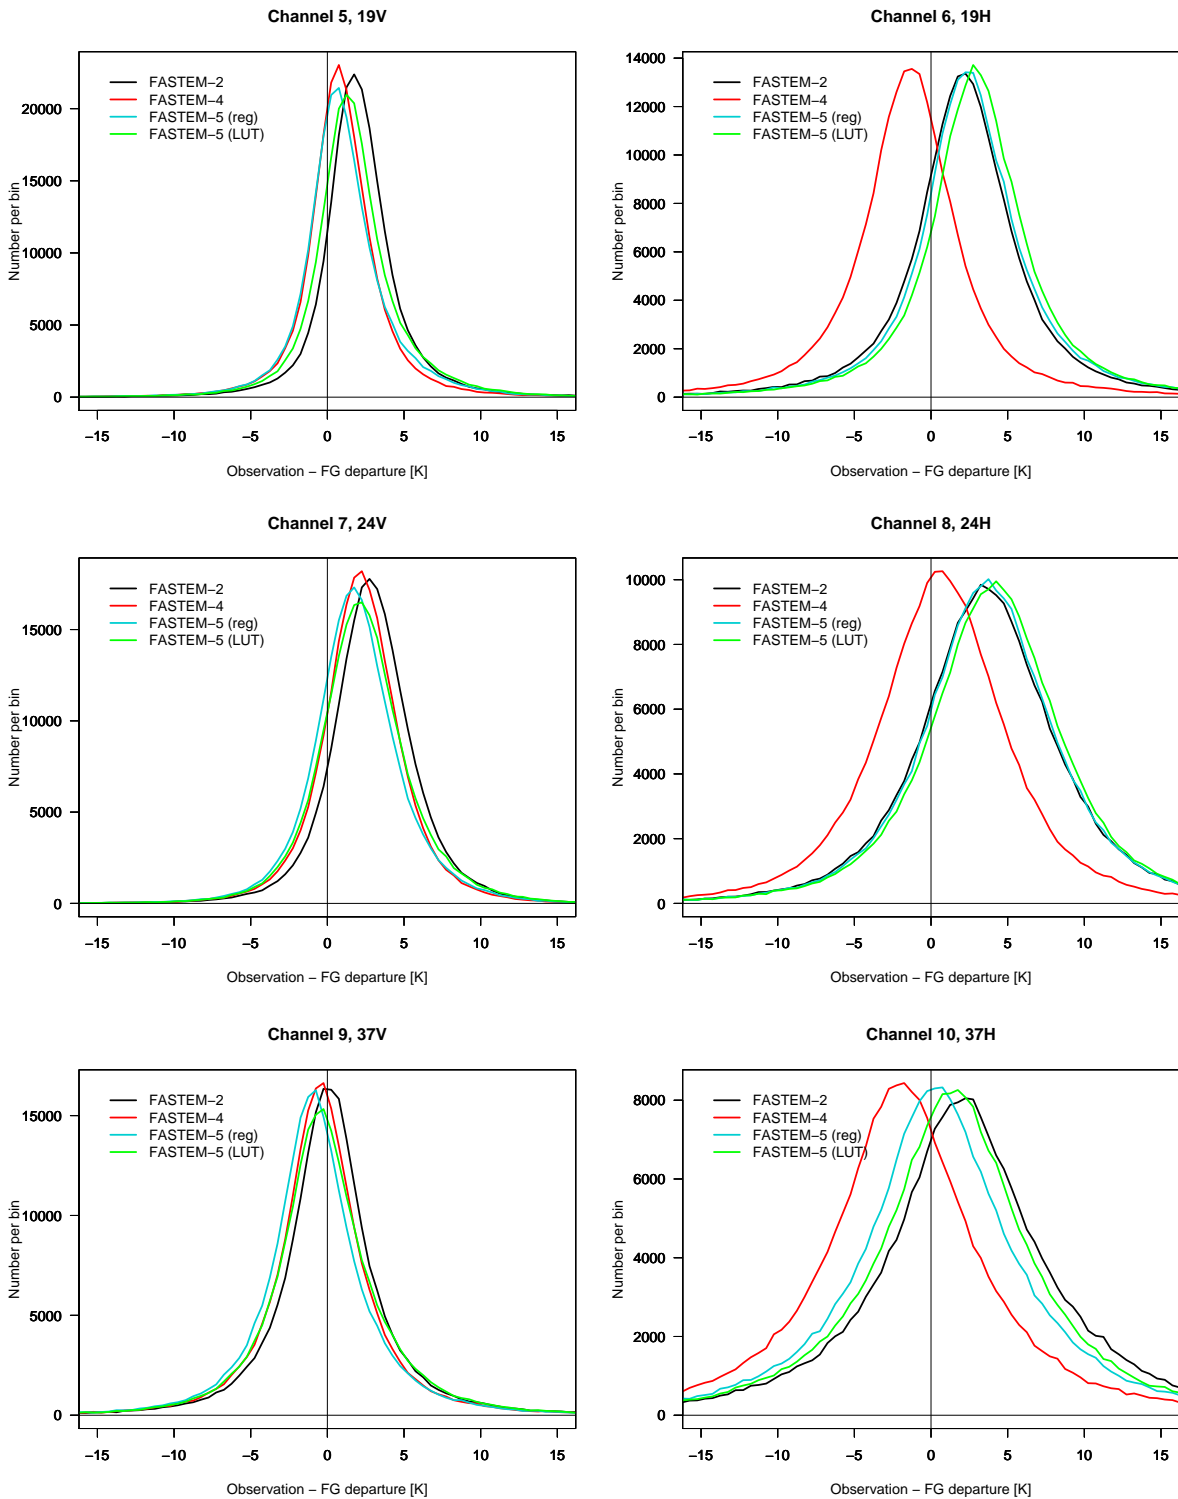 Channel 5, 19V
FASTEM−2
FASTEM−4
FASTEM−5 (reg)
FASTEM−5 (LUT)
Number per bin
0
5000
10000
15000
20000
−15 −10 −5 0 5 10 15
Observation − FG departure [K]
Channel 6, 19H
FASTEM−2
FASTEM−4
FASTEM−5 (reg)
FASTEM−5 (LUT)
Number per bin
0
2000
4000
6000
8000
10000
12000
14000
−15 −10 −5 0 5 10 15
Observation − FG departure [K]
Channel 7, 24V
FASTEM−2
FASTEM−4
FASTEM−5 (reg)
FASTEM−5 (LUT)
Number per bin
0
5000
10000
15000
−15 −10 −5 0 5 10 15
Observation − FG departure [K]
Channel 8, 24H
FASTEM−2
FASTEM−4
FASTEM−5 (reg)
FASTEM−5 (LUT)
Number per bin
0
2000
4000
6000
8000
10000
−15 −10 −5 0 5 10 15
Observation − FG departure [K]
Channel 9, 37V
FASTEM−2
FASTEM−4
FASTEM−5 (reg)
FASTEM−5 (LUT)
Number per bin
0
5000
10000
15000
−15 −10 −5 0 5 10 15
Observation − FG departure [K]
Channel 10, 37H
FASTEM−2
FASTEM−4
FASTEM−5 (reg)
FASTEM−5 (LUT)
Number per bin
0
2000
4000
6000
8000
−15 −10 −5 0 5 10 15
Observation − FG departure [K]